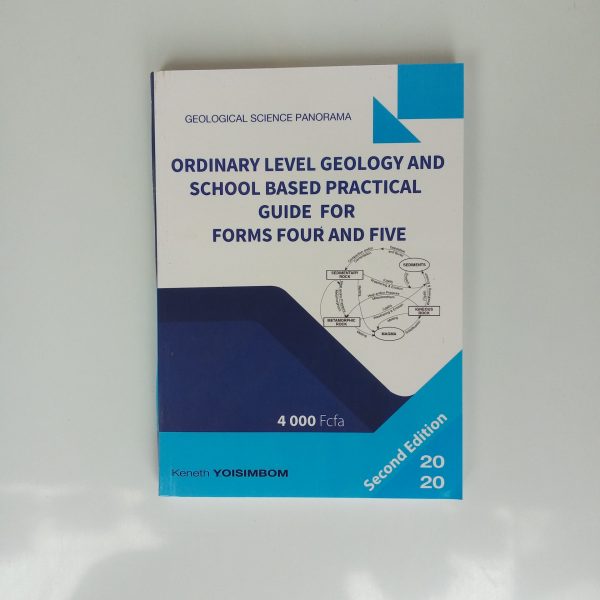 GEOLOGICAL SCIENCE PANORAMA
ORDINARY LEVEL GEOLOGY AND
SCHOOL BASED PRACTICAL
GUIDE FOR
FORMS FOUR AND FIVE
SEDIMENTS
SEDIMENTARY
ROCK
IGNEOUS
ROCK
METAMORPHIC
ROCK
MAGMA
4 000 Fcfa
Second Edition
20
20
Keneth YOISIMBOM